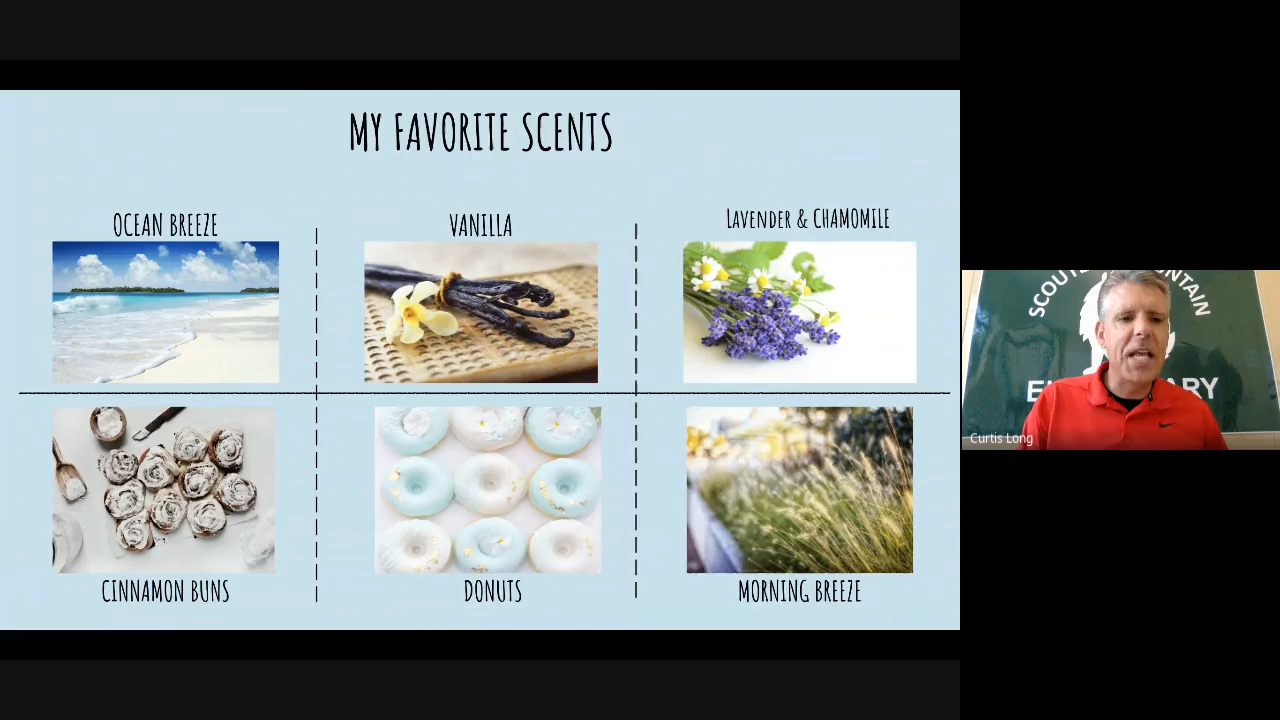 MY FAVORITE SCENTS
OCEAN BREEZE
VANILLA
Lavender & CHAMOMILE
CINNAMON BUNS
DONUTS
MORNING BREEZE
Curtis Long